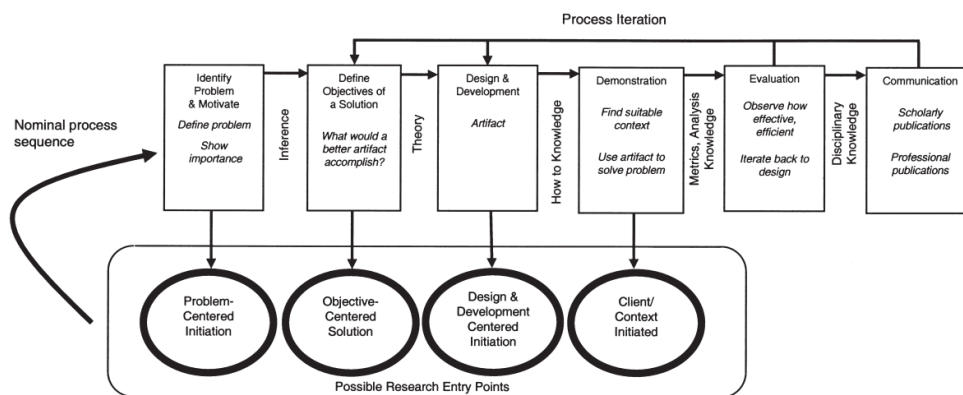 Process Iteration
Nominal process
sequence
Identify
Problem
& Motivate
Define problem
Show
importance
Inference
Define
Objectives of
a Solution
What would a
better artifact
accomplish?
Theory
Design &
Development
Artifact
How to Knowledge
Demonstration
Find suitable
context
Use artifact to
solve problem
Metrics, Analysis
Knowledge
Evaluation
Observe how
effective,
efficient
Iterate back to
design
Disciplinary
Knowledge
Communication
Scholarly
publications
Professional
publications
Problem-
Centered
Initiation
Objective-
Centered
Solution
Design &
Development
Centered
Initiation
Client/
Context
Initiated
Possible Research Entry Points